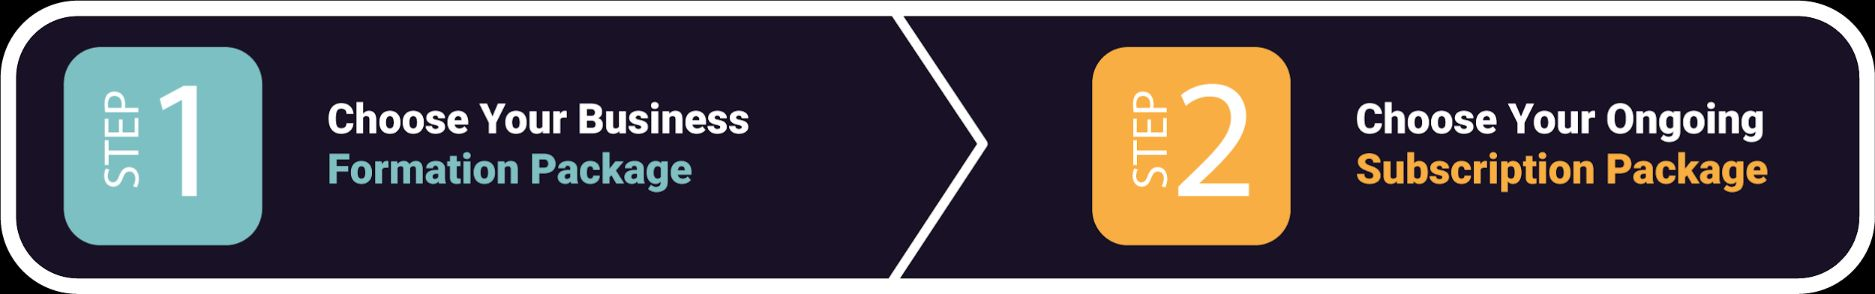 STEP 1
Choose Your Business
Formation Package
STEP 2
Choose Your Ongoing
Subscription Package